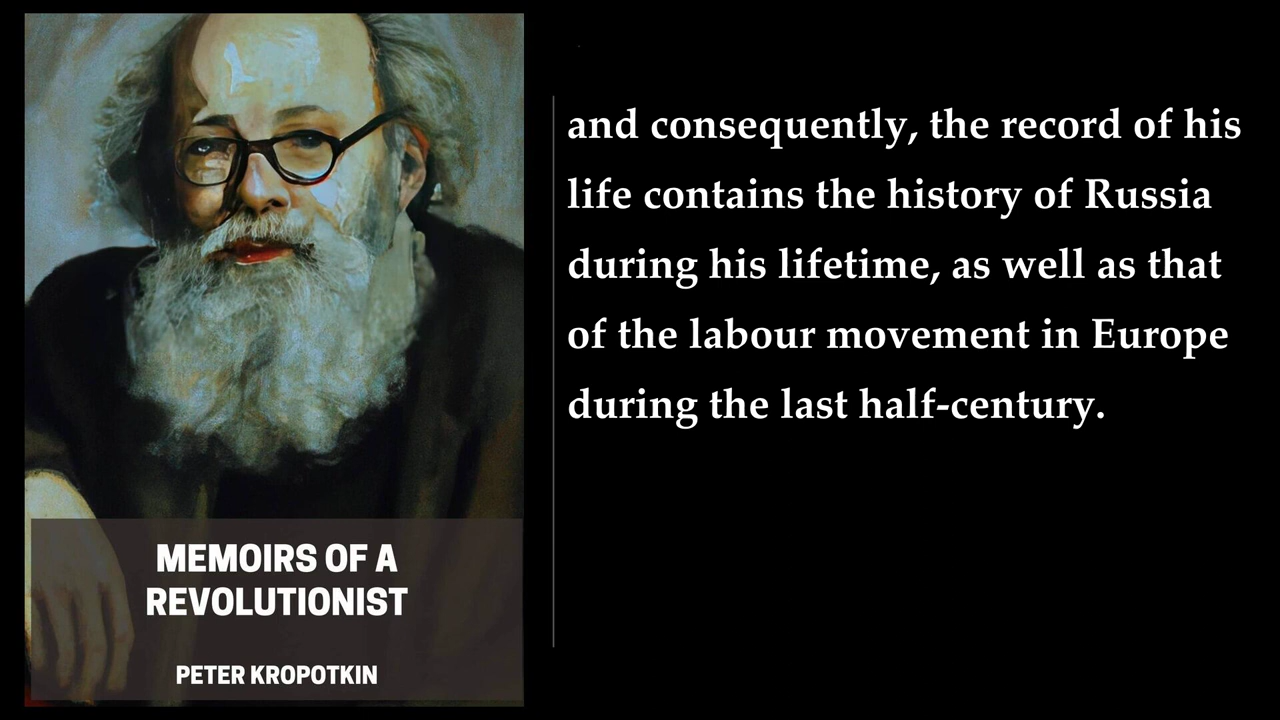 MEMOIRS OF A
REVOLUTIONIST
PETER KROPOTKIN
and consequently, the record of his
life contains the history of Russia
during his lifetime, as well as that
of the labour movement in Europe
during the last half-century.